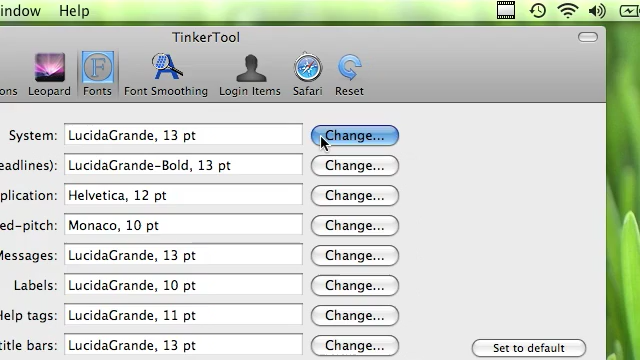 indow Help
TinkerTool
ons Leopard Fonts Font Smoothing Login Items Safari Reset
System: LucidaGrande, 13 pt Change...
eadlines): LucidaGrande-Bold, 13 pt Change...
plication: Helvetica, 12 pt Change...
ed-pitch: Monaco, 10 pt Change...
Messages: LucidaGrande, 13 pt Change...
Labels: LucidaGrande, 10 pt Change...
Help tags: LucidaGrande, 11 pt Change...
title bars: LucidaGrande, 13 pt Change...
Set to default